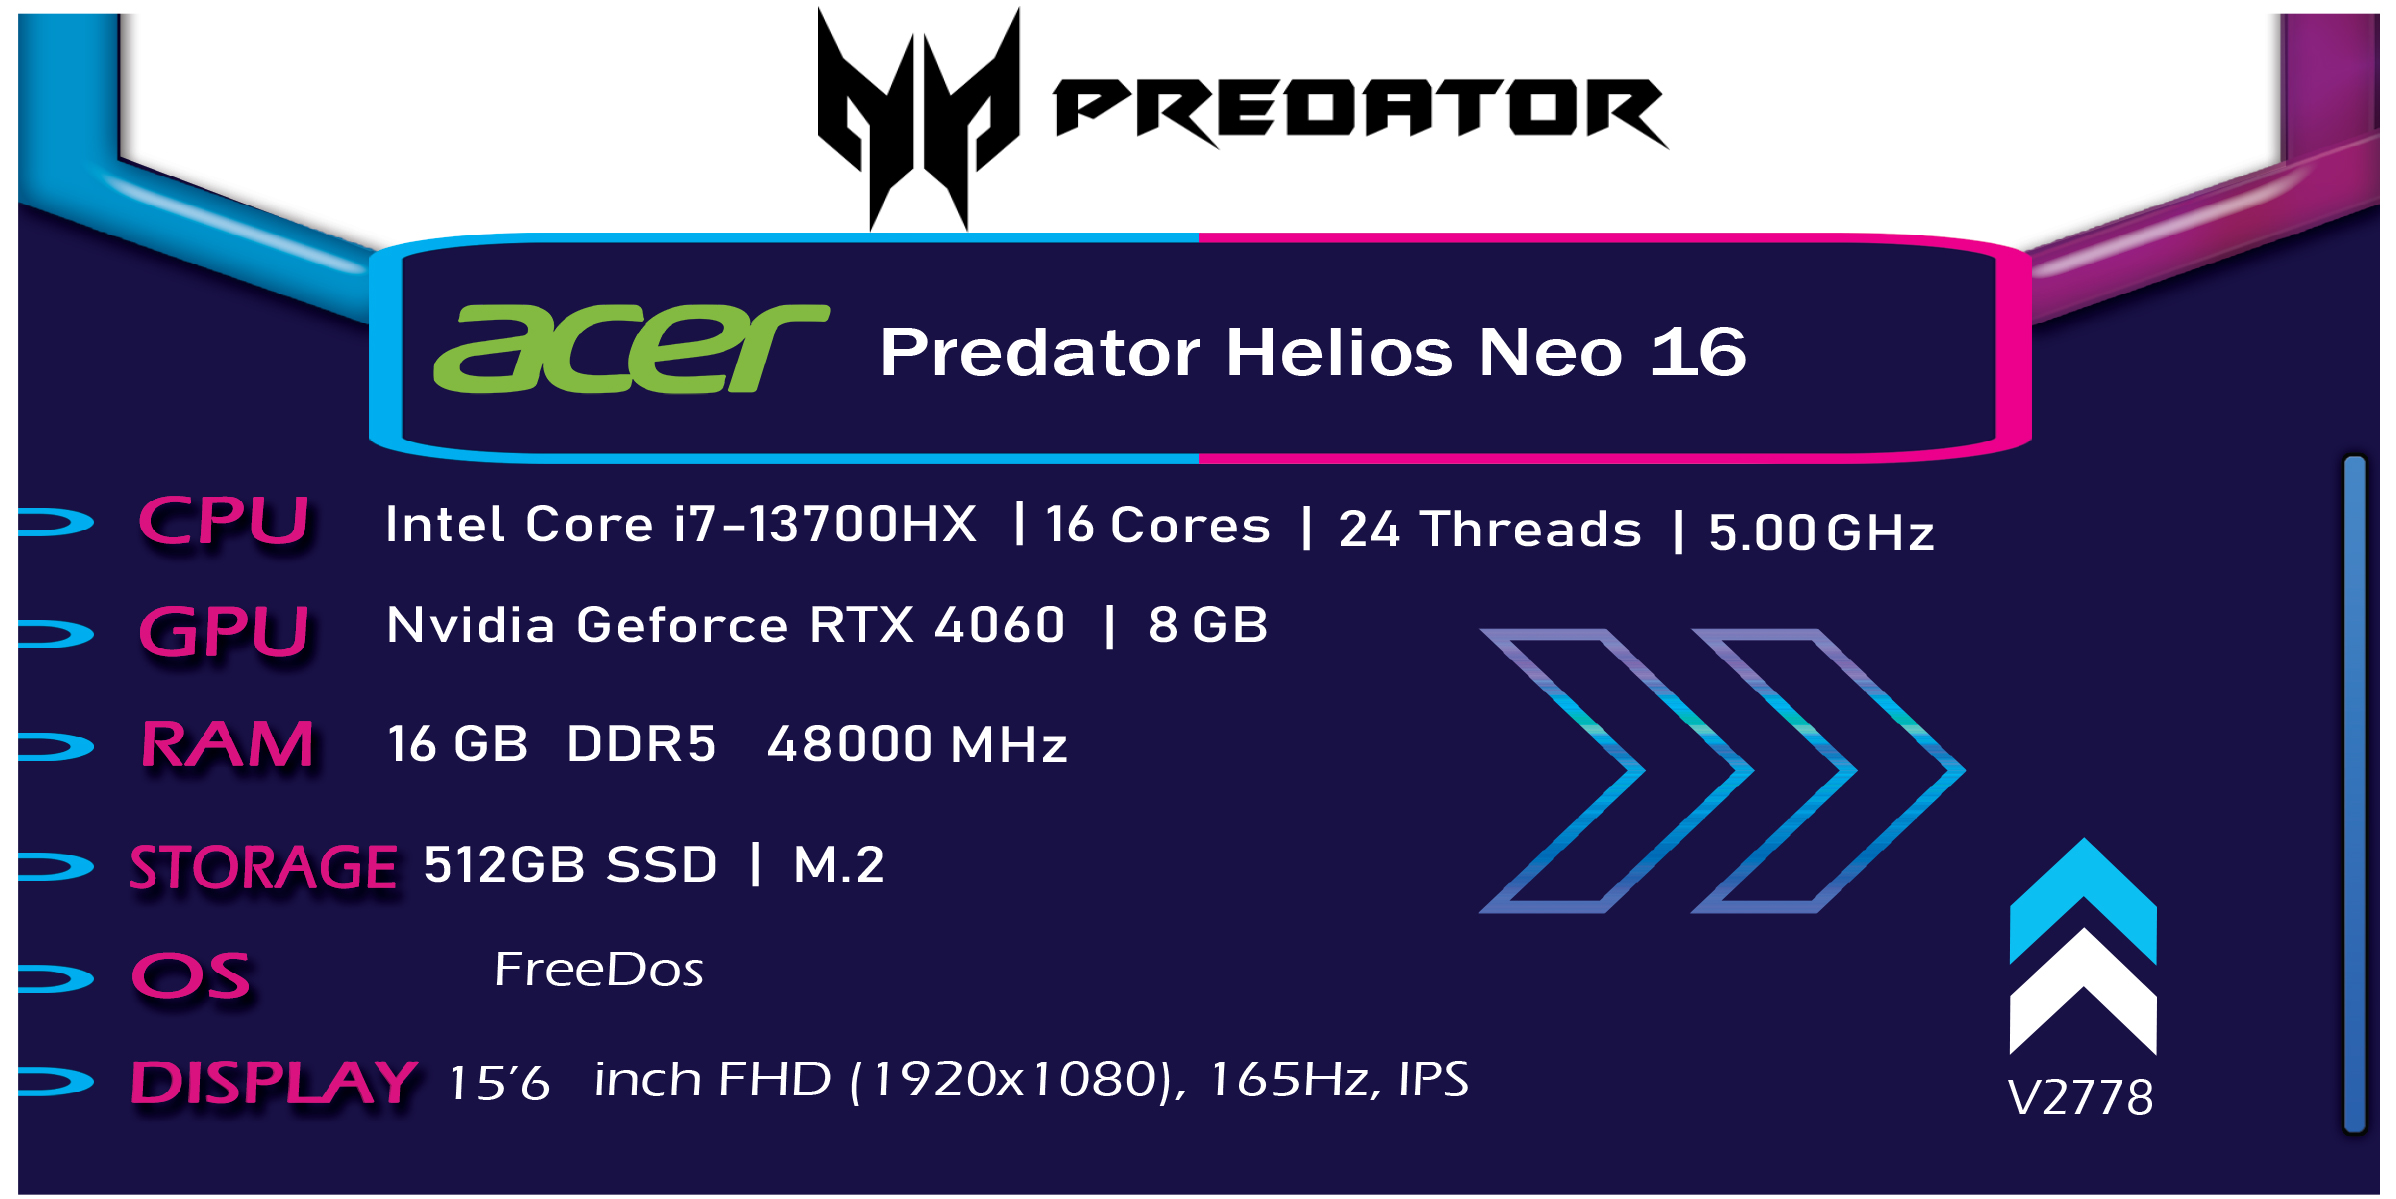 PREDATOR
acer Predator Helios Neo 16
CPU Intel Core i7-13700HX | 16 Cores | 24 Threads | 5.00 GHz
GPU Nvidia Geforce RTX 4060 | 8 GB
RAM 16 GB DDR5 48000 MHz
STORAGE 512GB SSD | M.2
OS FreeDos
DISPLAY 15’6 inch FHD (1920x1080), 165Hz, IPS
V2778